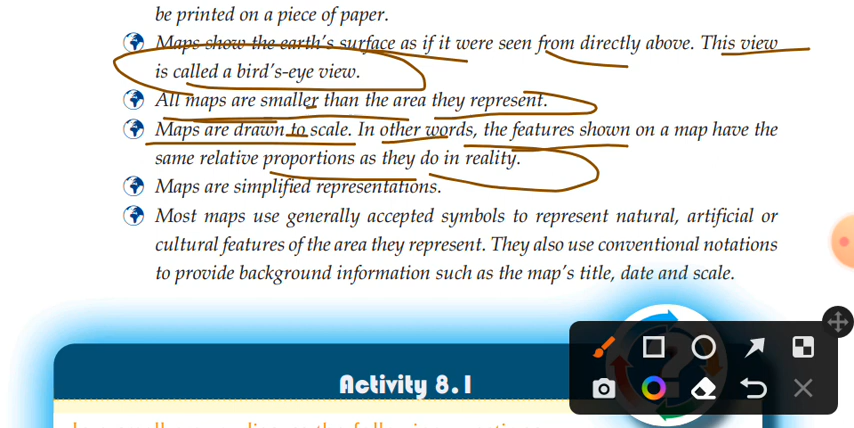 be printed on a piece of paper.
Maps show the earth's surface as if it were seen from directly above. This view
is called a bird's-eye view.
All maps are smaller than the area they represent.
Maps are drawn to scale. In other words, the features shown on a map have the
same relative proportions as they do in reality.
Maps are simplified representations.
Most maps use generally accepted symbols to represent natural, artificial or
cultural features of the area they represent. They also use conventional notations
to provide background information such as the map's title, date and scale.
Activity 8.1